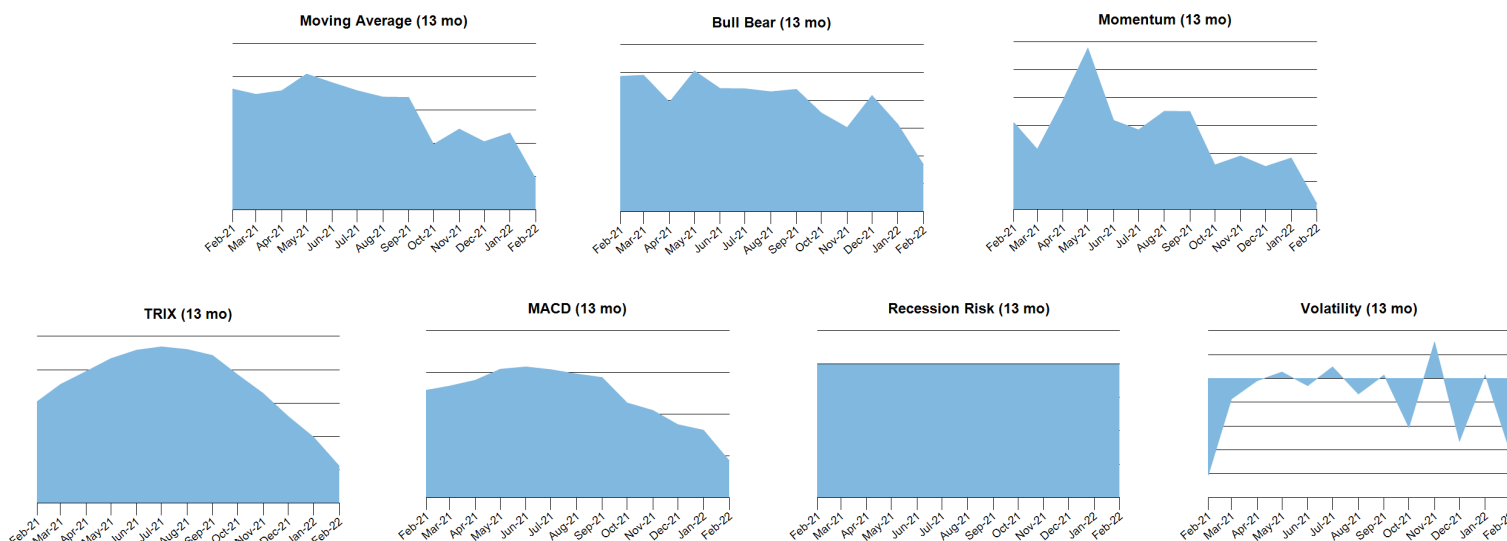 Moving Average (13 mo)
Feb-21
Mar-21
Apr-21
May-21
Jun-21
Jul-21
Aug-21
Sep-21
Oct-21
Nov-21
Dec-21
Jan-22
Feb-22
Bull Bear (13 mo)
Feb-21
Mar-21
Apr-21
May-21
Jun-21
Jul-21
Aug-21
Sep-21
Oct-21
Nov-21
Dec-21
Jan-22
Feb-22
Momentum (13 mo)
Feb-21
Mar-21
Apr-21
May-21
Jun-21
Jul-21
Aug-21
Sep-21
Oct-21
Nov-21
Dec-21
Jan-22
Feb-22
TRIX (13 mo)
Feb-21
Mar-21
Apr-21
May-21
Jun-21
Jul-21
Aug-21
Sep-21
Oct-21
Nov-21
Dec-21
Jan-22
Feb-22
MACD (13 mo)
Feb-21
Mar-21
Apr-21
May-21
Jun-21
Jul-21
Aug-21
Sep-21
Oct-21
Nov-21
Dec-21
Jan-22
Feb-22
Recession Risk (13 mo)
Feb-21
Mar-21
Apr-21
May-21
Jun-21
Jul-21
Aug-21
Sep-21
Oct-21
Nov-21
Dec-21
Jan-22
Feb-22
Volatility (13 mo)
Feb-21
Mar-21
Apr-21
May-21
Jun-21
Jul-21
Aug-21
Sep-21
Oct-21
Nov-21
Dec-21
Jan-22